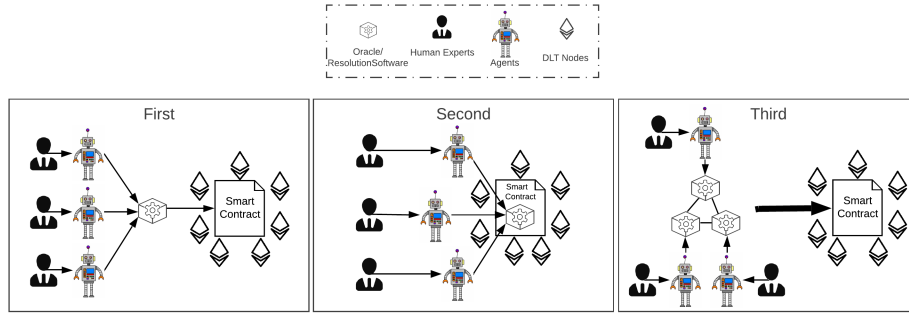 Oracle/
ResolutionSoftware
Human Experts
Agents
DLT Nodes
First
Second
Third
Smart
Contract
Smart
Contract
Smart
Contract